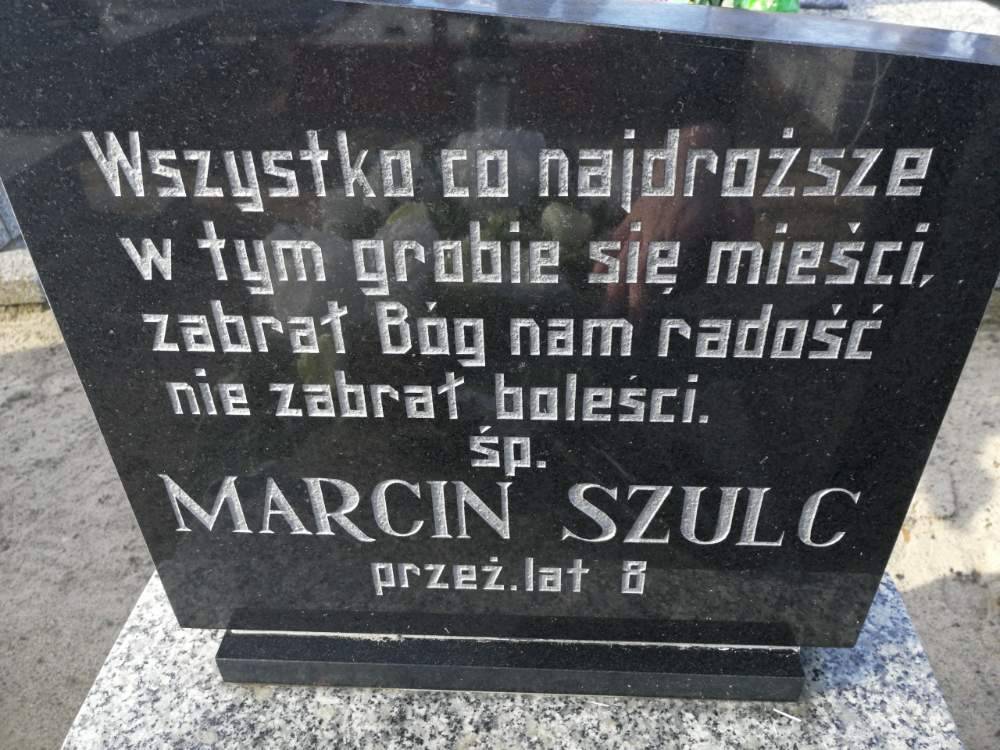 Wszystko co najdroższe
w tym grobie się mieści,
zabrał Bóg nam radość
nie zabrał boleści.
śp.
MARCIN SZULC
przeż. lat 8